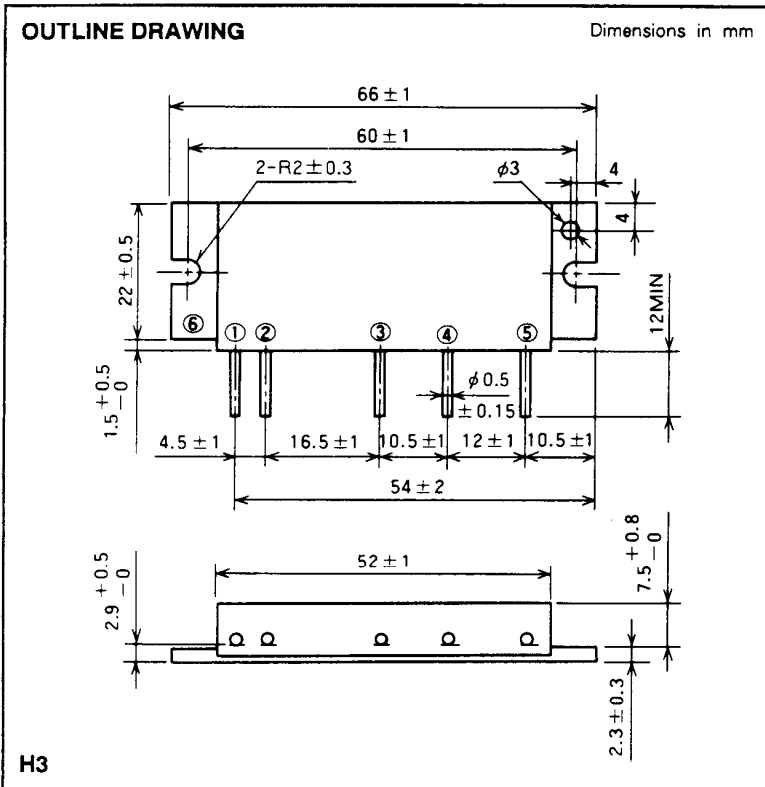 OUTLINE DRAWING
Dimensions in mm
66±1
60±1
2-R2±0.3
φ3
4
4
22±0.5
12MIN
⑥
①
②
③
④
⑤
φ0.5
±0.15
1.5 +0.5 -0
4.5±1
16.5±1
10.5±1
12±1
10.5±1
54±2
52±1
2.9 +0.5 -0
7.5 +0.8 -0
2.3±0.3
H3